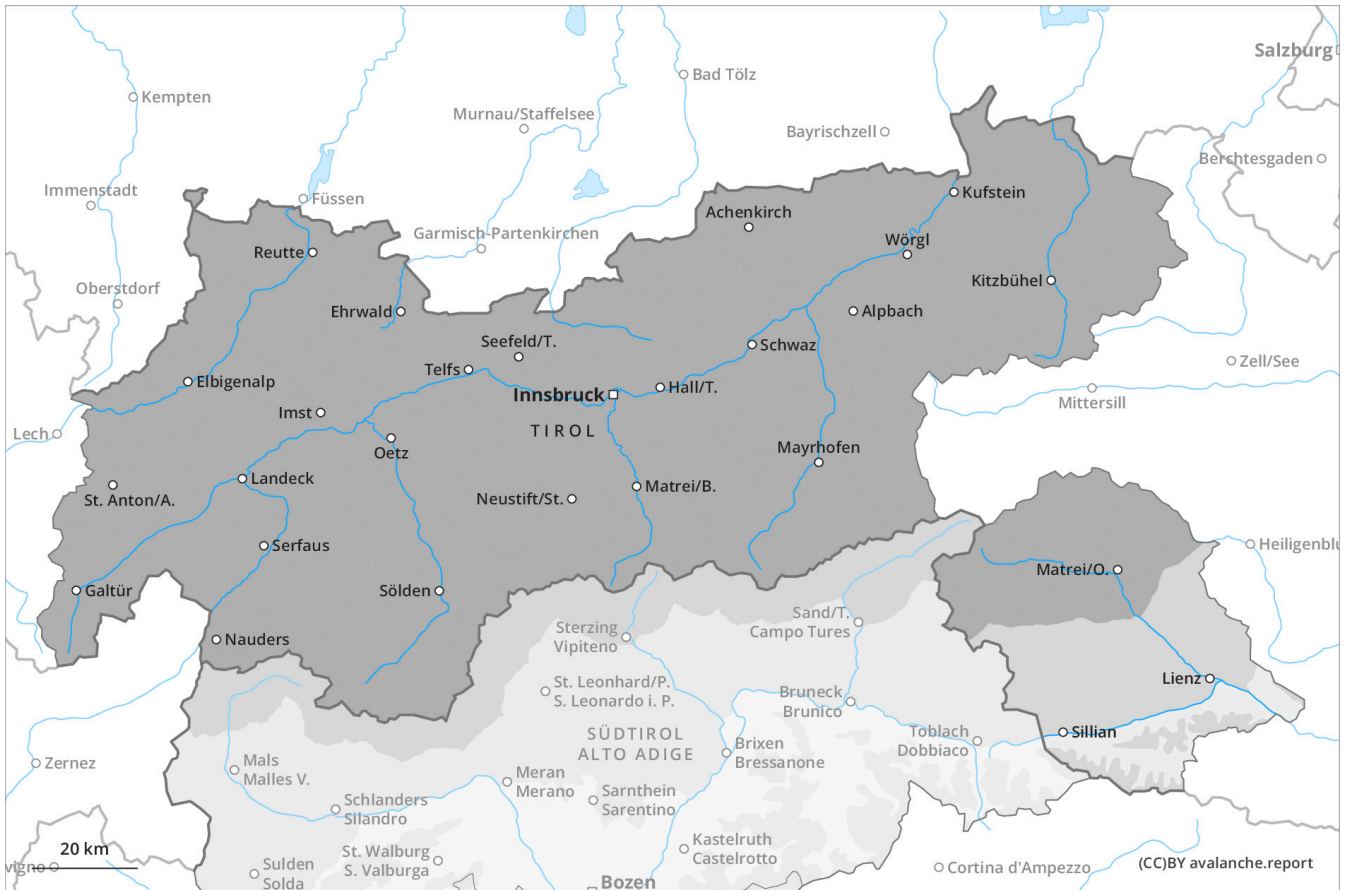 Salzburg
Bad Tölz
Kempten
Murnau/Staffelsee
Bayrischzell
Berchtesgaden
Immenstadt
Füssen
Kufstein
Achenkirch
Garmisch-Partenkirchen
Wörgl
Reutte
Kitzbühel
Oberstdorf
Ehrwald
Alpbach
Seefeld/T.
Schwaz
Zell/See
Telfs
Elbigenalp
Innsbruck
Hall/T.
Mittersill
Imst
Lech
TIROL
Oetz
Mayrhofen
Landeck
St. Anton/A.
Neustift/St.
Matrei/B.
Serfaus
Heiligenblu
Matrei/O.
Galtür
Sölden
Sand/T.
Campo Tures
Nauders
Sterzing
Vipiteno
Lienz
St. Leonhard/P.
S. Leonardo i. P.
Bruneck
Brunico
SÜDTIROL
ALTO ADIGE
Toblach
Dobbiaco
Sillian
Brixen
Bressanone
Zernez
Mals
Malles V.
Meran
Merano
Sarnthein
Sarentino
Schlanders
Silandro
Kastelruth
Castelrotto
20 km
St. Walburg
S. Valburga
vigno
Sulden
Solda
Cortina d'Ampezzo
(CC)BY avalanche.report
Bozen